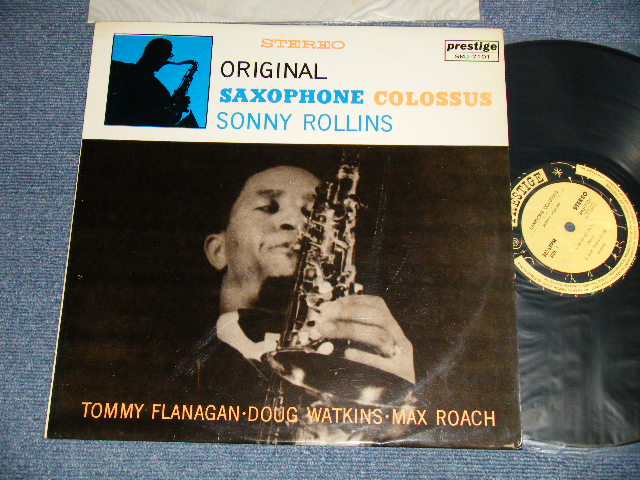 STEREO
prestige
SMJ-7101
ORIGINAL
SAXOPHONE COLOSSUS
SONNY ROLLINS
TOMMY FLANAGAN·DOUG WATKINS·MAX ROACH
PRESTIGE
STEREO